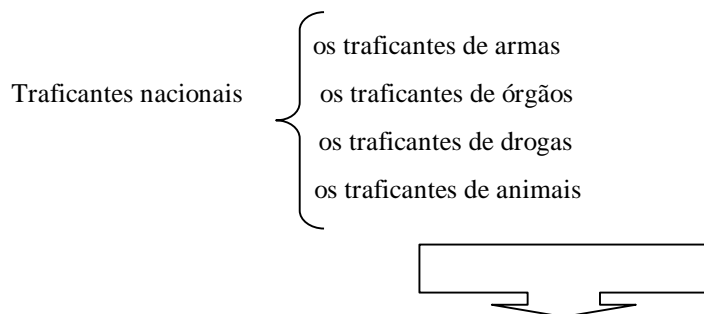 os traficantes de armas
Traficantes nacionais os traficantes de órgãos
os traficantes de drogas
os traficantes de animais